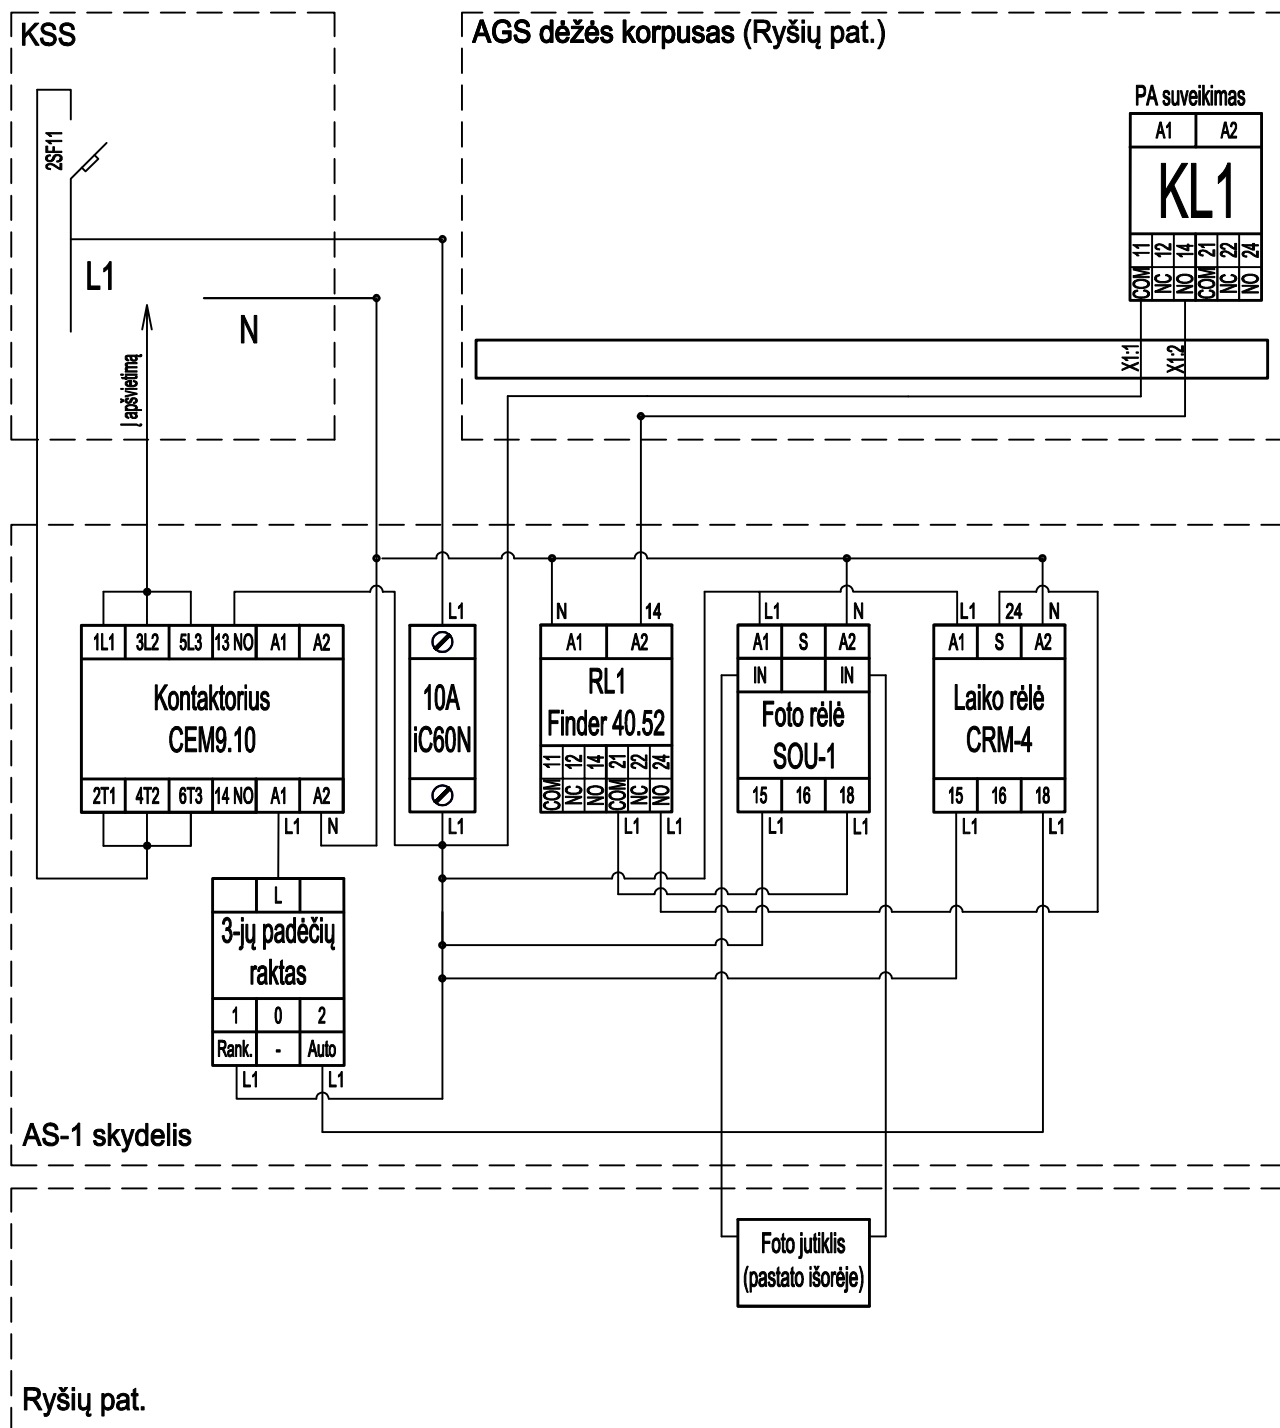 KSS
AGS dėžės korpusas (Ryšių pat.)
2SF11
L1
N
Į apšvietimą
PA suveikimas
A1 A2
KL1
11 12 14 21 22 24
COM NC NO COM NC NO
X1:1 X1:2
1L1 3L2 5L3 13 NO A1 A2
Kontaktorius
CEM9.10
2T1 4T2 6T3 14 NO A1 A2
L1 N
L1
10A
iC60N
L1
N 14
A1 A2
RL1
Finder 40.52
11 12 14 21 22 24
COM NC NO COM NC NO
L1 L1
L1 N
A1 S A2
IN IN
Foto rėlė
SOU-1
15 16 18
L1 L1
L1 24 N
A1 S A2
Laiko rėlė
CRM-4
15 16 18
L1 L1
L
3-jų padėčių
raktas
1 0 2
Rank. - Auto
L1 L1
AS-1 skydelis
Foto jutiklis
(pastato išorėje)
Ryšių pat.